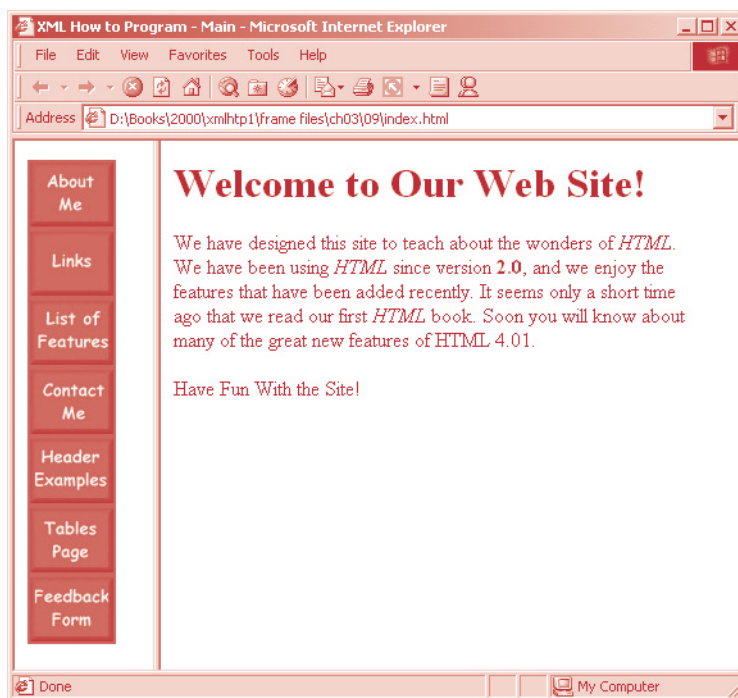 XML How to Program - Main - Microsoft Internet Explorer
File Edit View Favorites Tools Help
Address D:\Books\2000\xmlhtp1\frame files\ch03\09\index.html
About
Me
Links
List of
Features
Contact
Me
Header
Examples
Tables
Page
Feedback
Form
Welcome to Our Web Site!
We have designed this site to teach about the wonders of HTML.
We have been using HTML since version 2.0, and we enjoy the
features that have been added recently. It seems only a short time
ago that we read our first HTML book. Soon you will know about
many of the great new features of HTML 4.01.
Have Fun With the Site!
Done My Computer